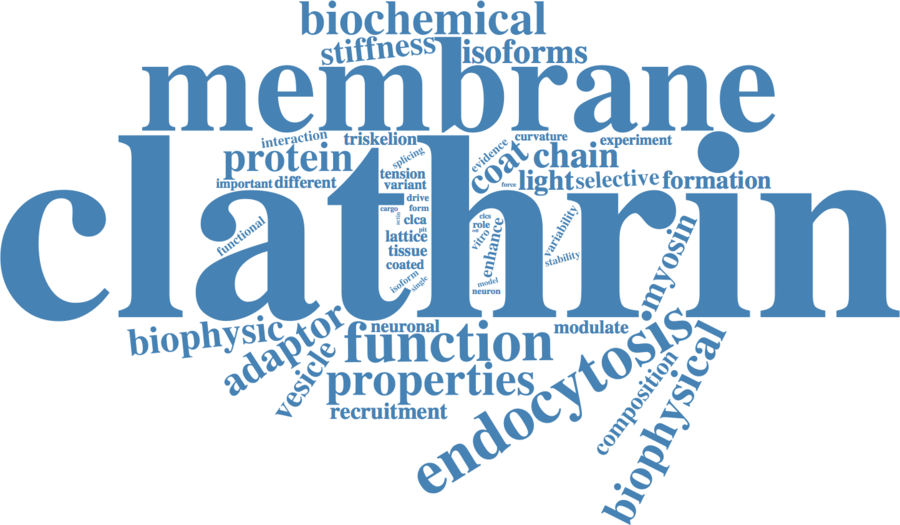 biochemical
stiffness isoforms
membrane
interaction triskelion curvature experiment
protein splicing evidence coat chain
important different tension force light selective formation
variant
clathrin
drive
cargo form
actin clca clcs
pit role
functional lattice vitro enhance variability myosin
tissue
coated stability
isoform model
single neuron
biophysic adaptor neuronal modulate
function
vesicle endocytosis
properties composition biophysical
recruitment